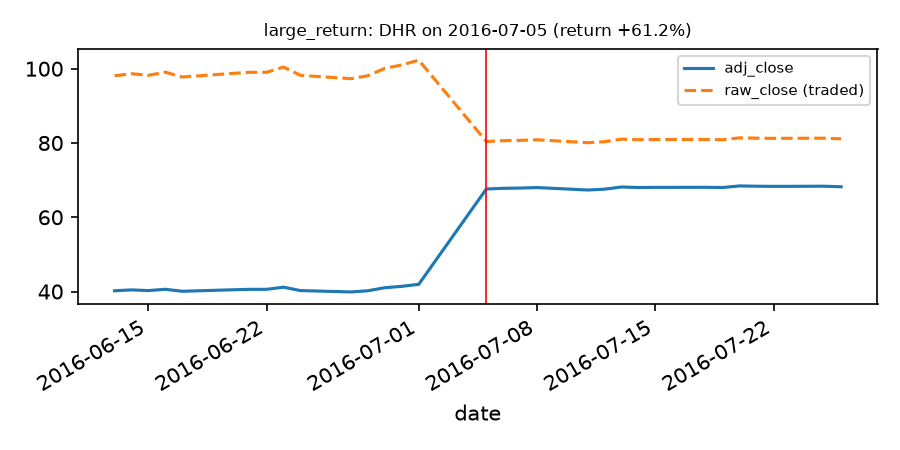 large_return: DHR on 2016-07-05 (return +61.2%)
adj_close
raw_close (traded)
100
80
60
40
2016-06-15
2016-06-22
2016-07-01
2016-07-08
2016-07-15
2016-07-22
date